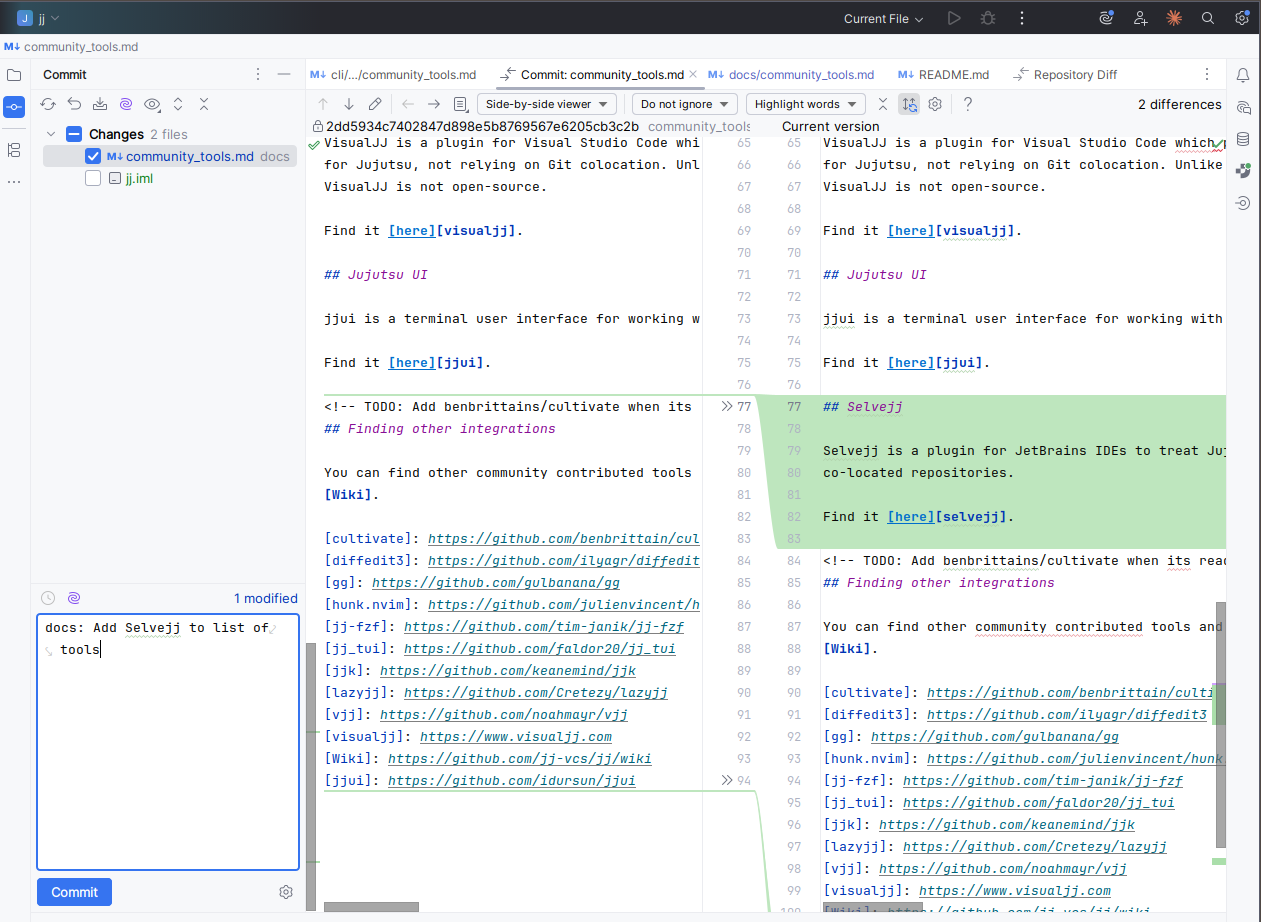 J jj Current File
M↓ community_tools.md
Commit
M↓ cli/.../community_tools.md Commit: community_tools.md M↓ docs/community_tools.md M↓ README.md Repository Diff
Side-by-side viewer Do not ignore Highlight words ? 2 differences
Changes 2 files
M↓ community_tools.md docs
jj.iml
2dd5934c7402847d898e5b8769567e6205cb3c2b community_tools
VisualJJ is a plugin for Visual Studio Code whi 65
for Jujutsu, not relying on Git colocation. Unl 66
VisualJJ is not open-source. 67
68
Find it [here][visualjj]. 69
70
## Jujutsu UI 71
72
jjui is a terminal user interface for working w 73
74
Find it [here][jjui]. 75
76
<!-- TODO: Add benbrittains/cultivate when its 77
## Finding other integrations 78
79
You can find other community contributed tools 80
[Wiki]. 81
82
[cultivate]: https://github.com/benbrittain/cul 83
[diffedit3]: https://github.com/ilyagr/diffedit 84
[gg]: https://github.com/gulbanana/gg 85
[hunk.nvim]: https://github.com/julienvincent/h 86
[jj-fzf]: https://github.com/tim-janik/jj-fzf 87
[jj_tui]: https://github.com/faldor20/jj_tui 88
[jjk]: https://github.com/keanemind/jjk 89
[lazyjj]: https://github.com/Cretezy/lazyjj 90
[vjj]: https://github.com/noahmayr/vjj 91
[visualjj]: https://www.visualjj.com 92
[Wiki]: https://github.com/jj-vcs/jj/wiki 93
[jjui]: https://github.com/idursun/jjui 94
Current version
65 VisualJJ is a plugin for Visual Studio Code which
66 for Jujutsu, not relying on Git colocation. Unlike
67 VisualJJ is not open-source.
68
69 Find it [here][visualjj].
70
71 ## Jujutsu UI
72
73 jjui is a terminal user interface for working with
74
75 Find it [here][jjui].
76
77 ## Selvejj
78
79 Selvejj is a plugin for JetBrains IDEs to treat Juj
80 co-located repositories.
81
82 Find it [here][selvejj].
83
84 <!-- TODO: Add benbrittains/cultivate when its read
85 ## Finding other integrations
86
87 You can find other community contributed tools and
88 [Wiki].
89
90 [cultivate]: https://github.com/benbrittain/culti
91 [diffedit3]: https://github.com/ilyagr/diffedit3
92 [gg]: https://github.com/gulbanana/gg
93 [hunk.nvim]: https://github.com/julienvincent/hunk
94 [jj-fzf]: https://github.com/tim-janik/jj-fzf
95 [jj_tui]: https://github.com/faldor20/jj_tui
96 [jjk]: https://github.com/keanemind/jjk
97 [lazyjj]: https://github.com/Cretezy/lazyjj
98 [vjj]: https://github.com/noahmayr/vjj
99 [visualjj]: https://www.visualjj.com
100 [Wiki]: https://github.com/jj-vcs/jj/wiki
1 modified
docs: Add Selvejj to list of
tools
Commit